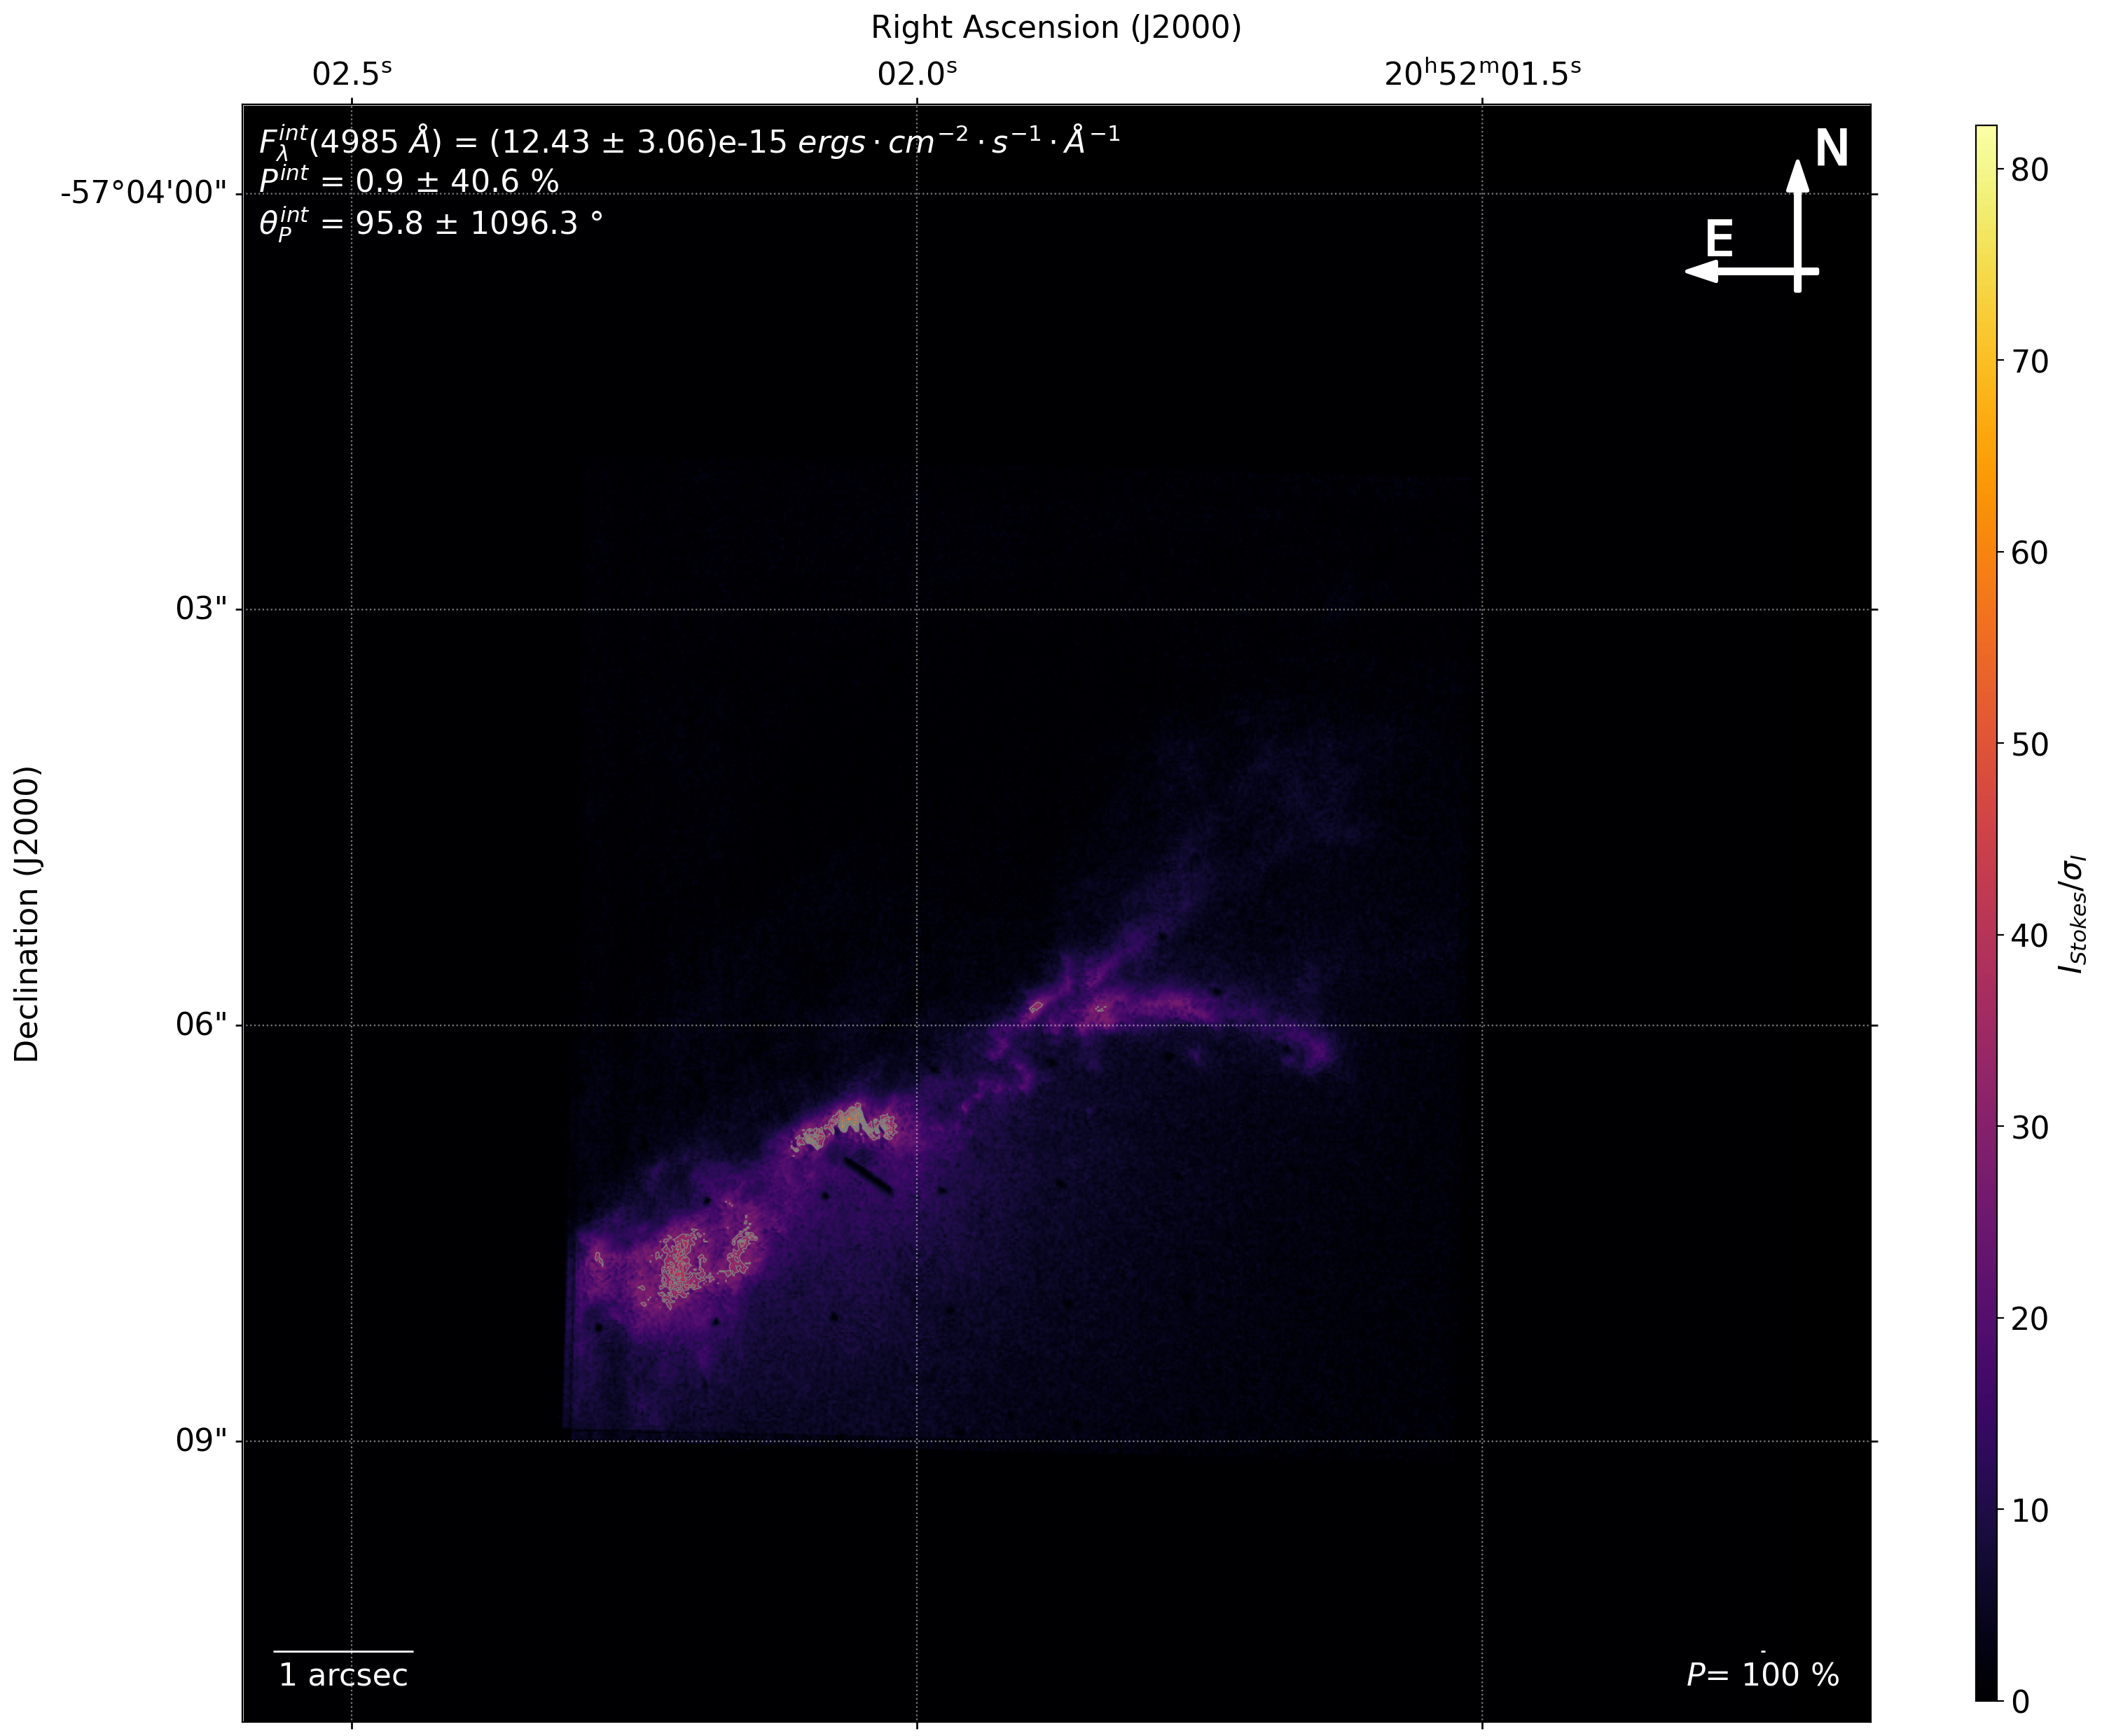 Right Ascension (J2000)
02.5ˢ 02.0ˢ 20ʰ52ᵐ01.5ˢ
F_λ^int(4985 Å) = (12.43 ± 3.06)e-15 ergs · cm⁻² · s⁻¹ · Å⁻¹
P^int = 0.9 ± 40.6 %
θ_P^int = 95.8 ± 1096.3 °
N
E
-57°04'00"
03"
06"
09"
Declination (J2000)
1 arcsec
P= 100 %
80
70
60
50
40
30
20
10
0
I_Stokes/σ_I